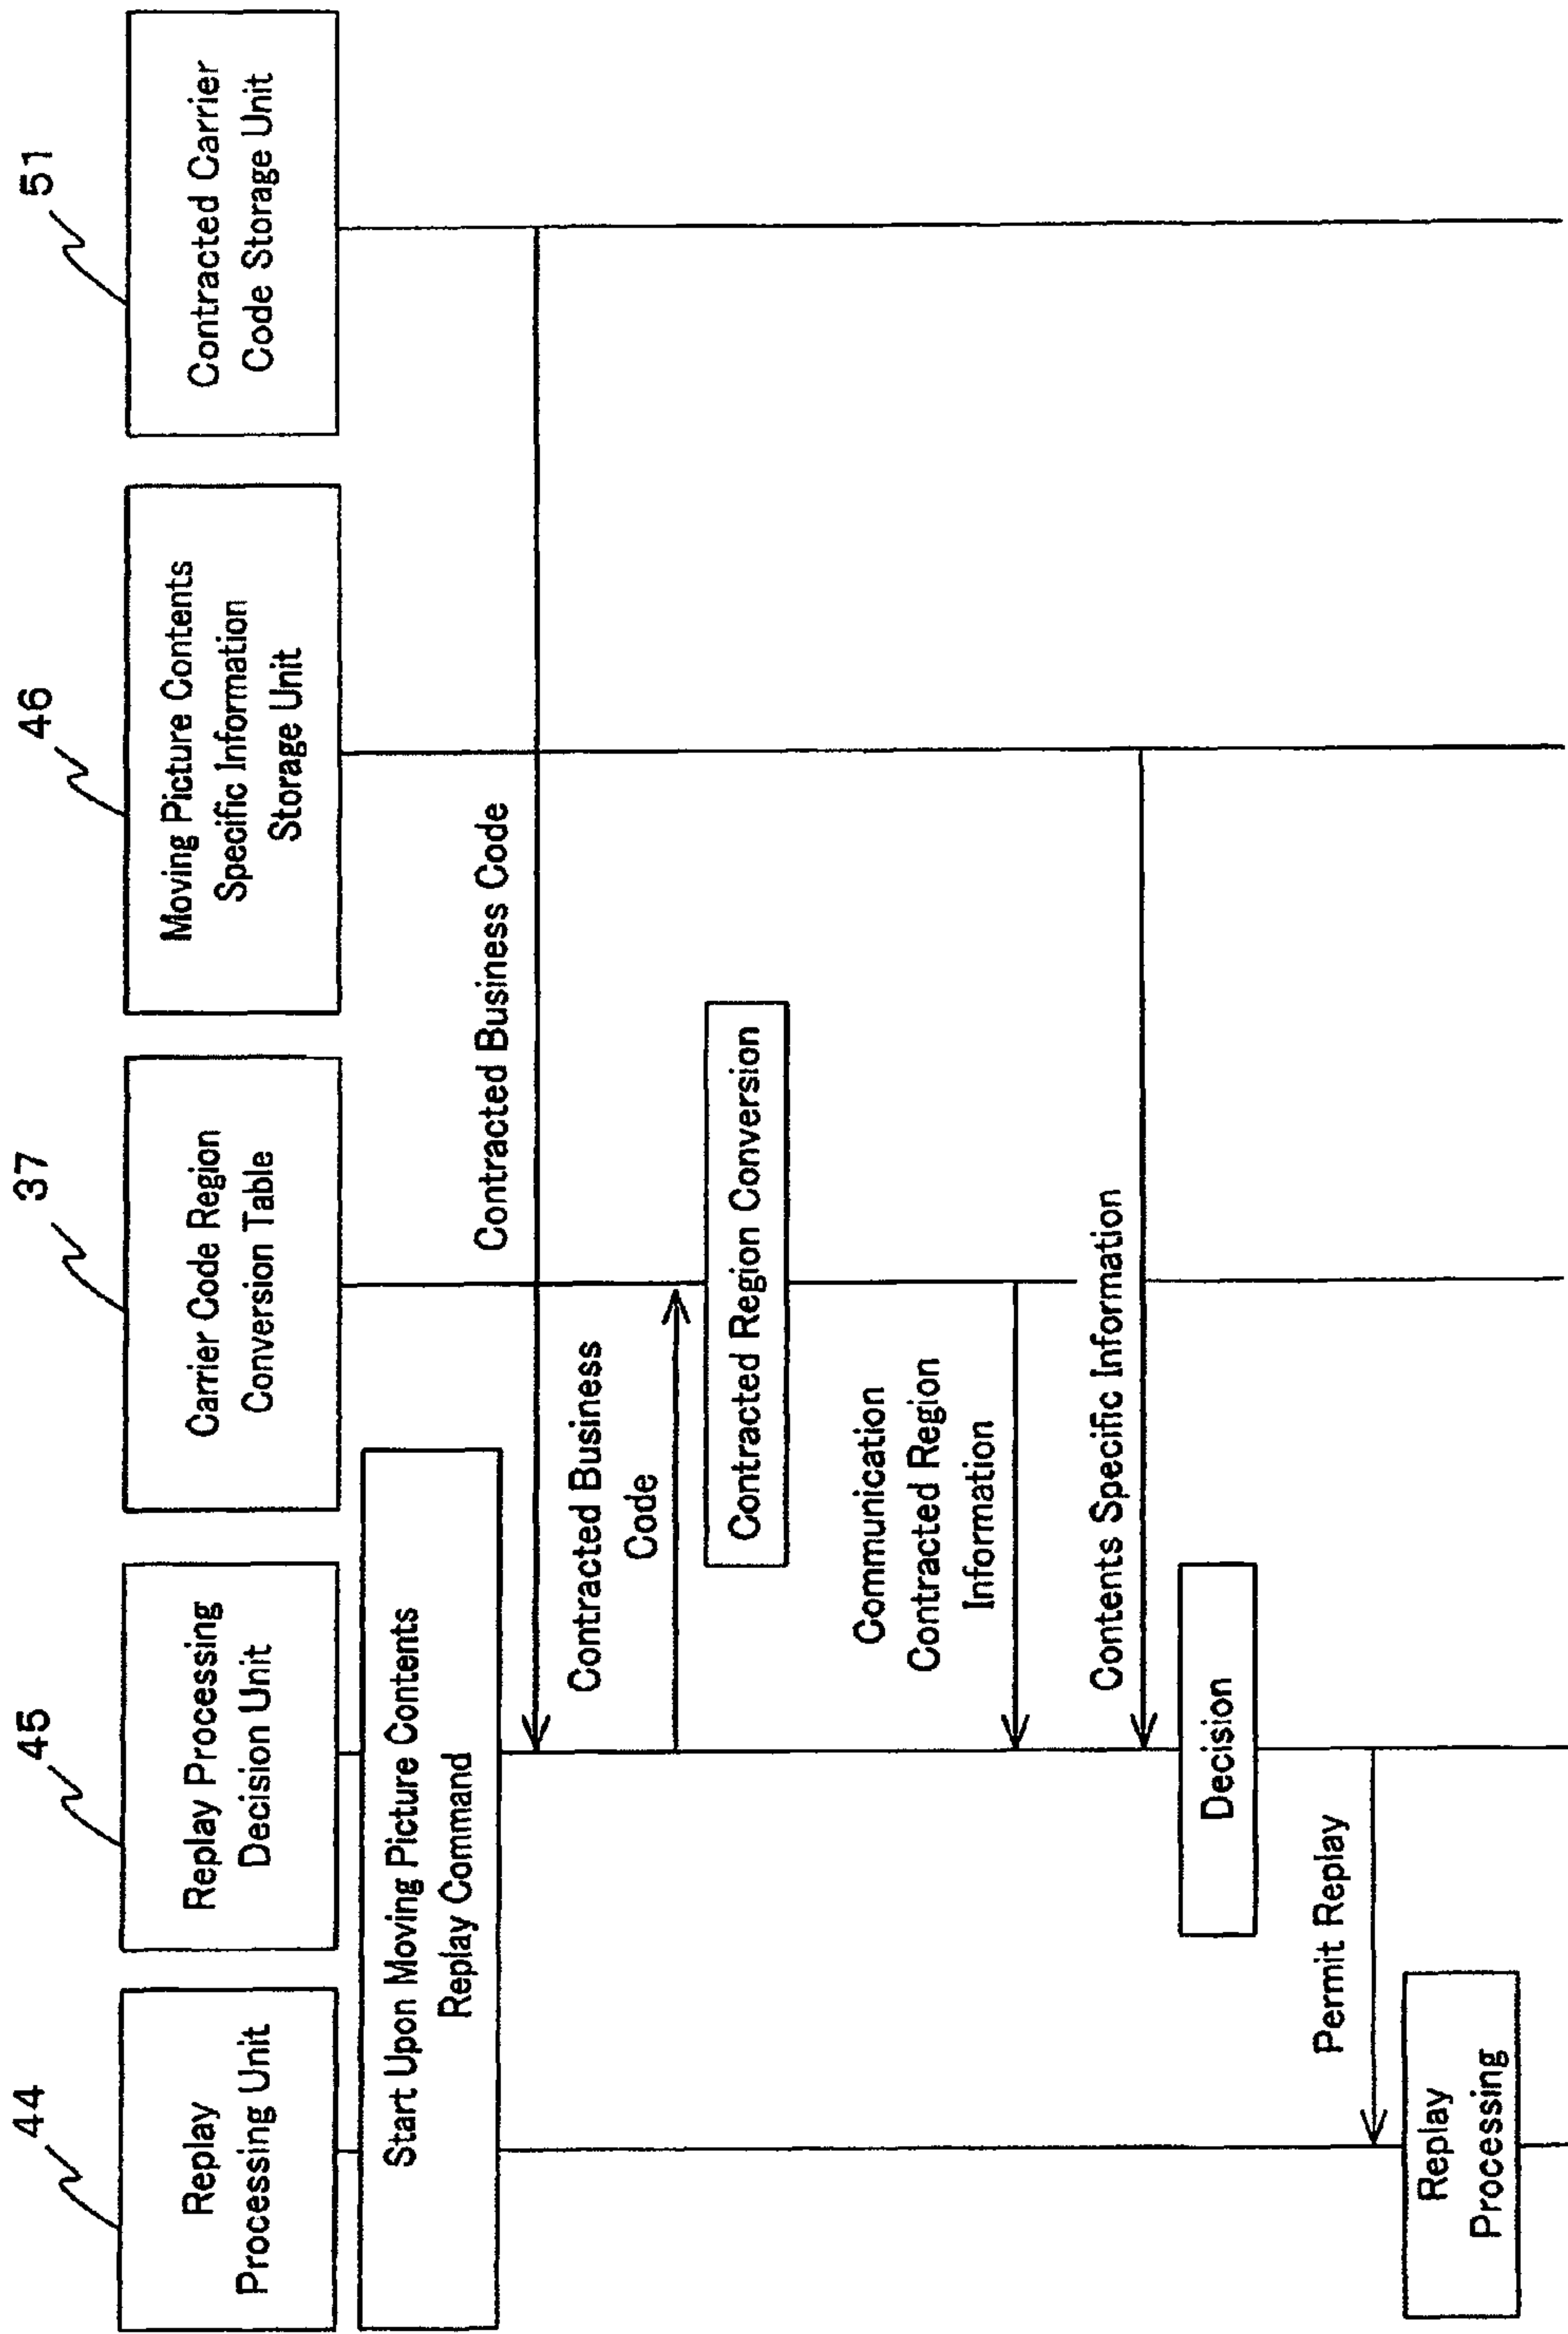 44
Replay
Processing Unit
45
Replay Processing
Decision Unit
37
Carrier Code Region
Conversion Table
46
Moving Picture Contents
Specific Information
Storage Unit
51
Contracted Carrier
Code Storage Unit
Start Upon Moving Picture Contents
Replay Command
Contracted Business Code
Contracted Business
Code
Contracted Region Conversion
Communication
Contracted Region
Information
Contents Specific Information
Decision
Permit Replay
Replay
Processing